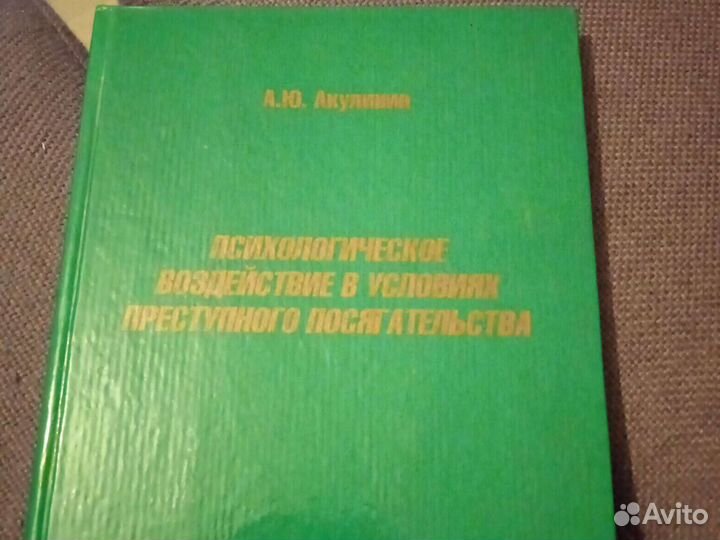 А.Ю. Акулинин
ПСИХОЛОГИЧЕСКОЕ
ВОЗДЕЙСТВИЕ В УСЛОВИЯХ
ПРЕСТУПНОГО ПОСЯГАТЕЛЬСТВА
Avito